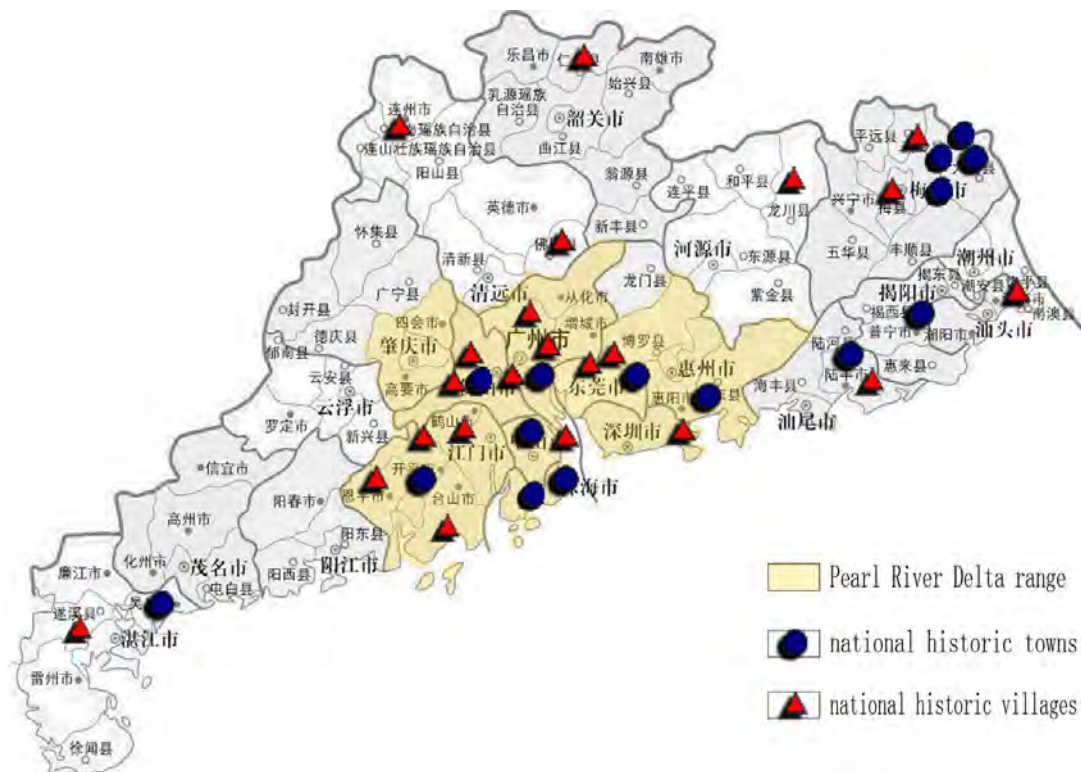 乐昌市
南雄市
始兴县
乳源瑶族
自治县
韶关市
曲江县
翁源县
连州市
瑶族自治县
连山壮族瑶族自治县
阳山县
英德市
新丰县
连平县
和平县
龙川县
河源市
东源县
紫金县
平远县
兴宁市
梅县
五华县
丰顺县
潮州市
揭东县
潮安县
揭阳市
揭西县
普宁市
潮阳市
汕头市
南澳县
惠来县
陆河
陆丰市
海丰县
汕尾市
怀集县
清新县
清远市
广宁县
封开县
德庆县
郁南县
四会市
肇庆市
高要市
云安县
云浮市
罗定市
新兴县
从化市
龙门县
增城市
广州市
博罗县
惠州市
东莞市
惠阳市
深圳市
鹤山
江门市
台山市
恩平市
珠海市
信宜市
高州市
化州市
茂名市
电白县
阳春市
阳东县
阳江市
阳西县
廉江市
遂溪县
湛江市
雷州市
徐闻县
Pearl River Delta range
national historic towns
national historic villages